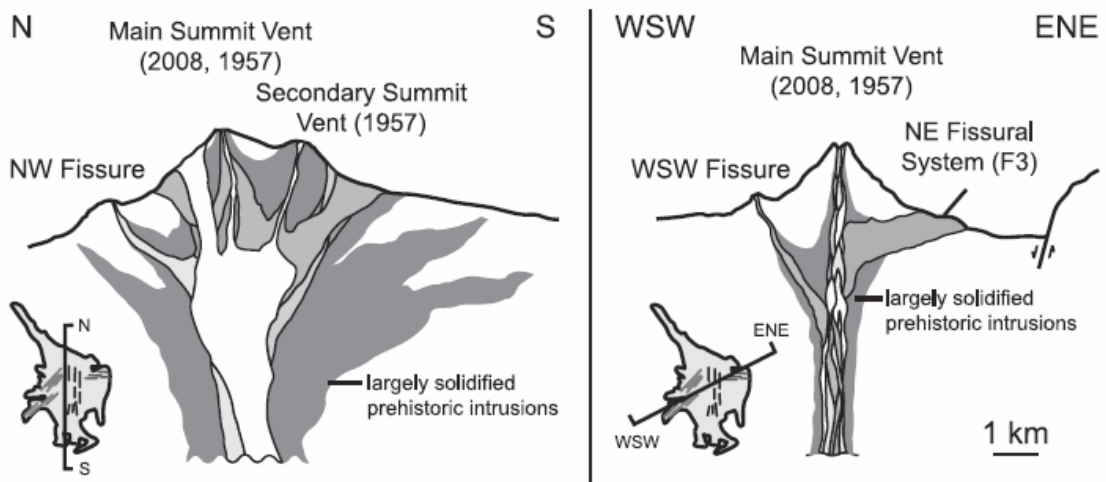 N
S
Main Summit Vent
(2008, 1957)
Secondary Summit
Vent (1957)
NW Fissure
N
S
largely solidified
prehistoric intrusions
WSW
ENE
Main Summit Vent
(2008, 1957)
NE Fissural
System (F3)
WSW Fissure
largely solidified
prehistoric intrusions
ENE
WSW
1 km